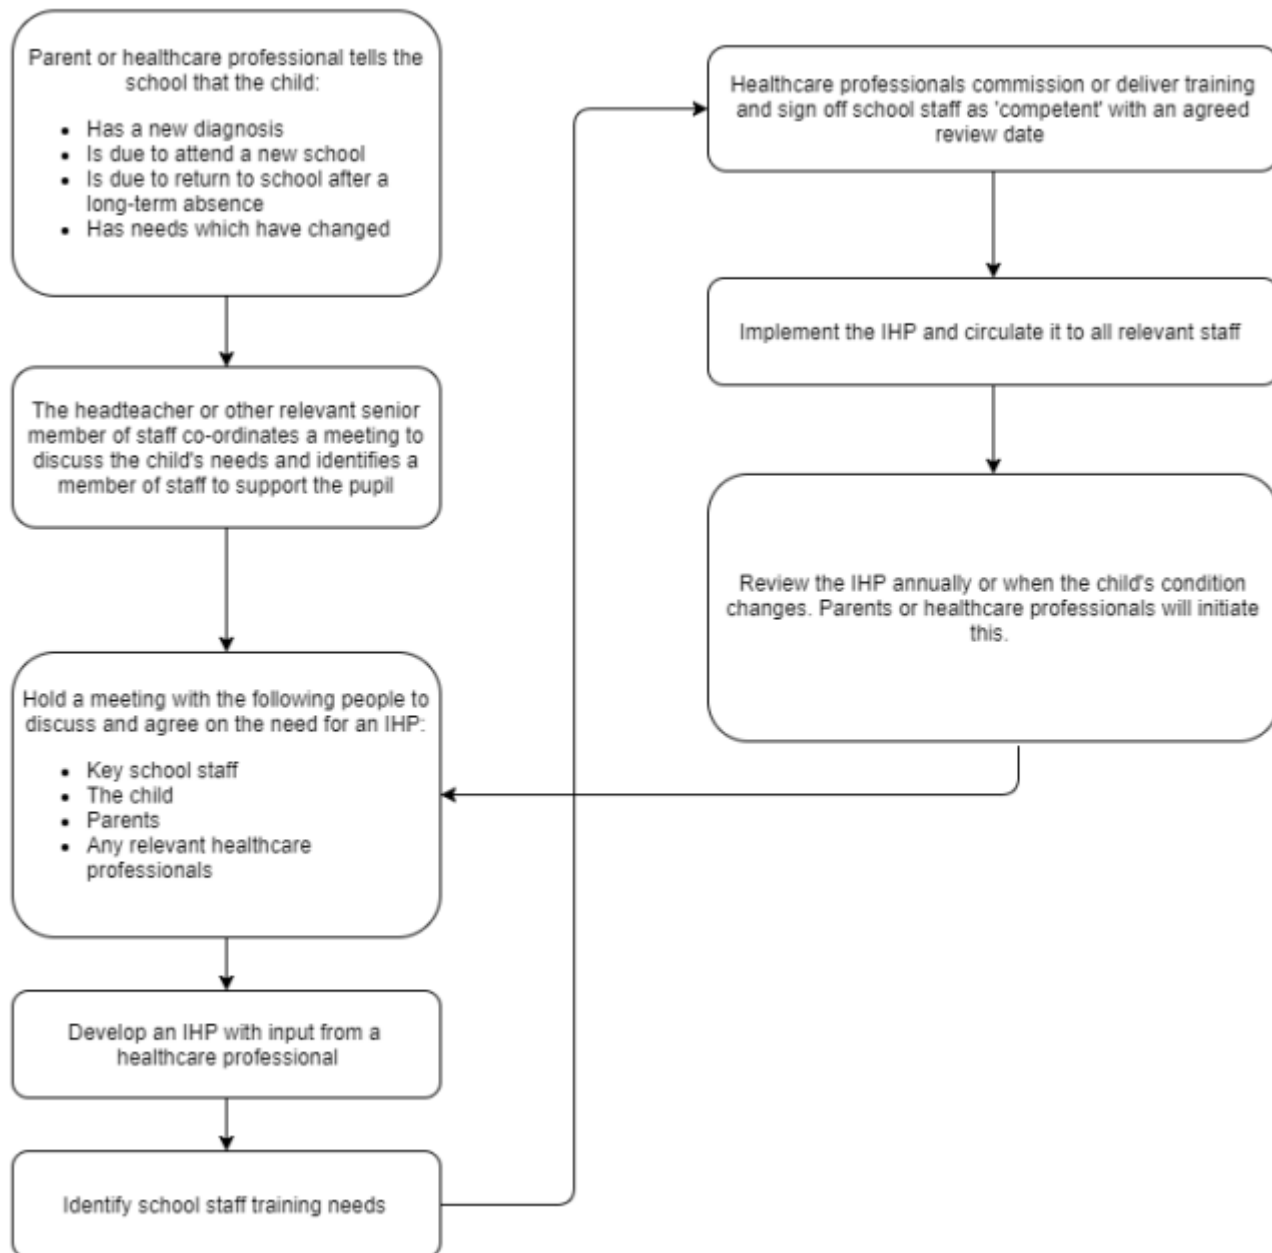 Parent or healthcare professional tells the
school that the child:
• Has a new diagnosis
• Is due to attend a new school
• Is due to return to school after a
long-term absence
• Has needs which have changed
The headteacher or other relevant senior
member of staff co-ordinates a meeting to
discuss the child's needs and identifies a
member of staff to support the pupil
Hold a meeting with the following people to
discuss and agree on the need for an IHP:
• Key school staff
• The child
• Parents
• Any relevant healthcare
professionals
Develop an IHP with input from a
healthcare professional
Identify school staff training needs
Healthcare professionals commission or deliver training
and sign off school staff as 'competent' with an agreed
review date
Implement the IHP and circulate it to all relevant staff
Review the IHP annually or when the child's condition
changes. Parents or healthcare professionals will initiate
this.